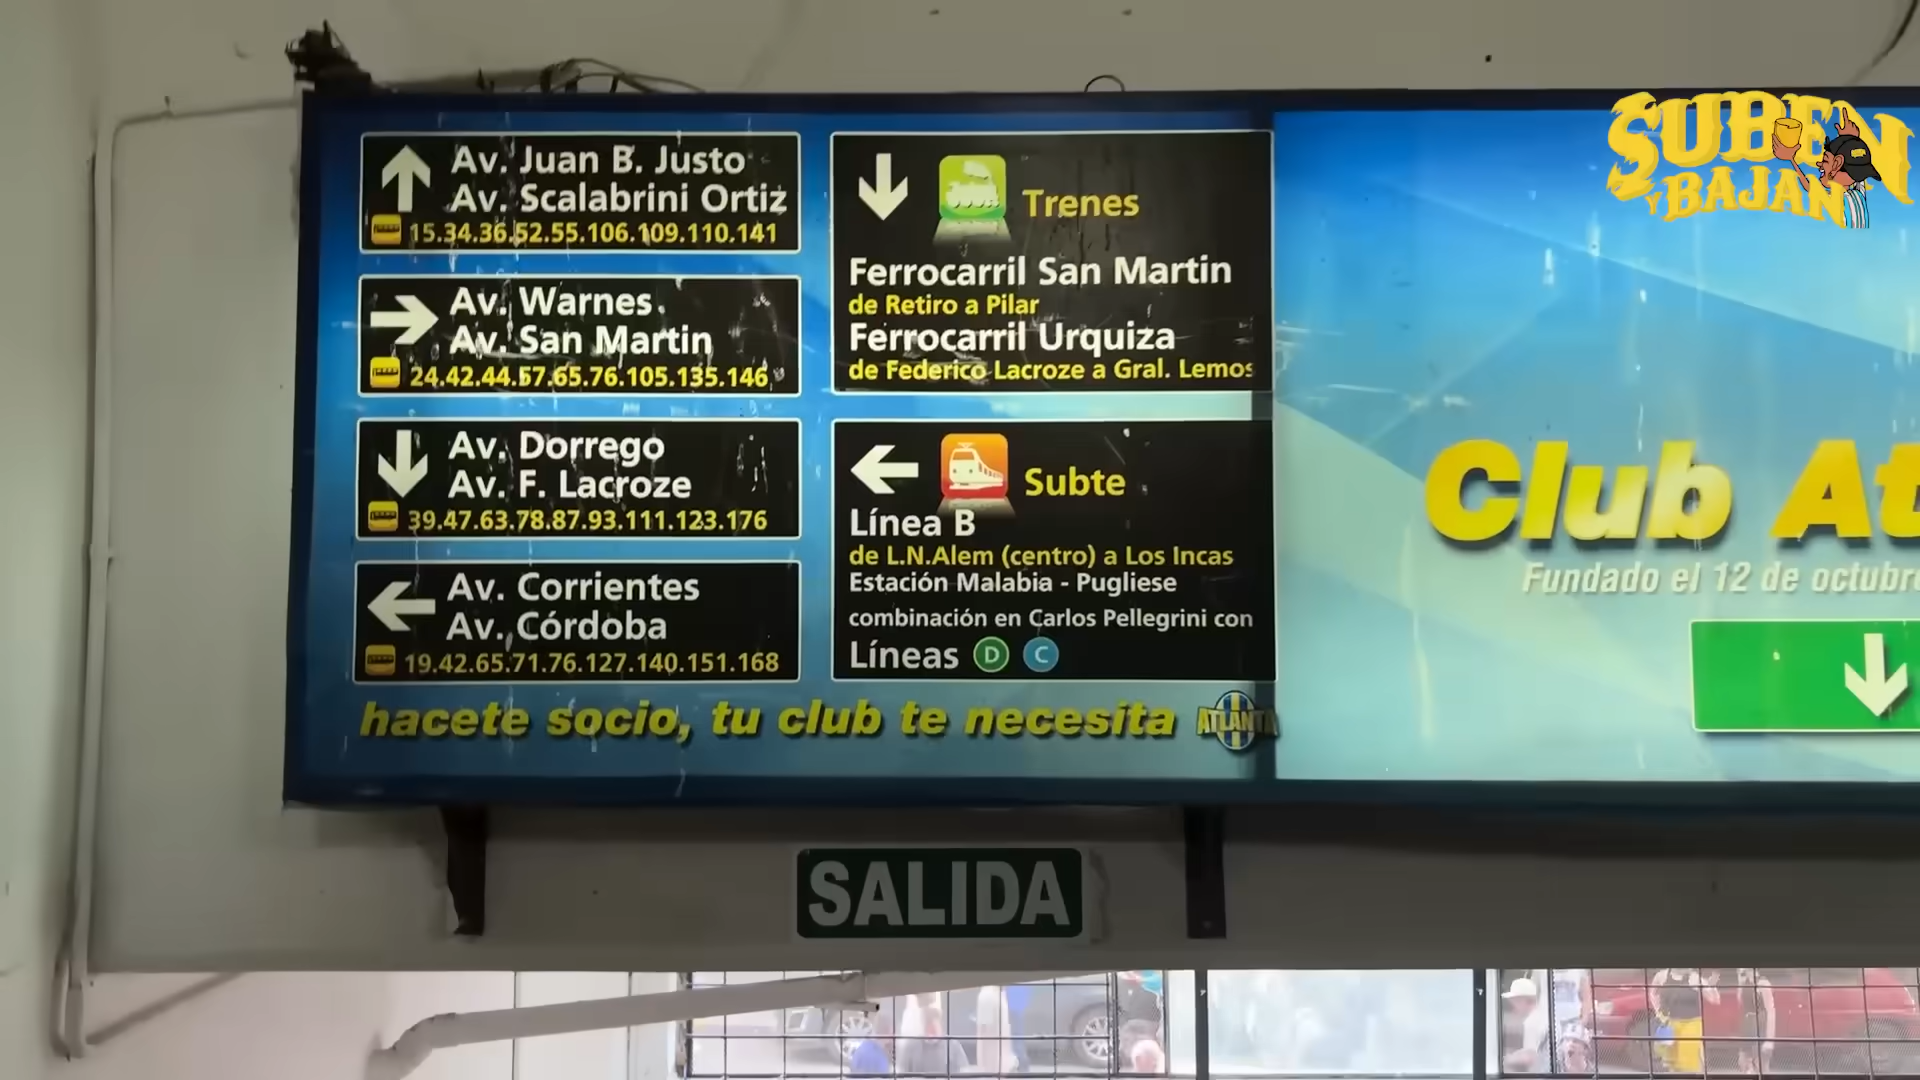 Av. Juan B. Justo
Av. Scalabrini Ortiz
15.34.36.52.55.106.109.110.141
Av. Warnes
Av. San Martin
24.42.44.57.65.76.105.135.146
Av. Dorrego
Av. F. Lacroze
39.47.63.78.87.93.111.123.176
Av. Corrientes
Av. Córdoba
19.42.65.71.76.127.140.151.168
Trenes
Ferrocarril San Martin
de Retiro a Pilar
Ferrocarril Urquiza
de Federico Lacroze a Gral. Lemos
Subte
Línea B
de L.N.Alem (centro) a Los Incas
Estación Malabia - Pugliese
combinación en Carlos Pellegrini con
Líneas D C
hacete socio, tu club te necesita
ATLANTA
SUBEN
Y BAJAN
Club At
Fundado el 12 de octubre
SALIDA